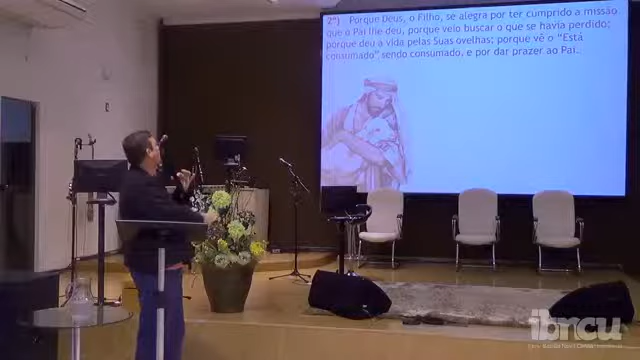 2º) Porque Deus, o Filho, se alegra por ter cumprido a missão
que o Pai lhe deu, porque veio buscar o que se havia perdido;
porque deu a vida pelas Suas ovelhas; porque vê o “Está
consumado” sendo consumado, e por dar prazer ao Pai.
ibncu